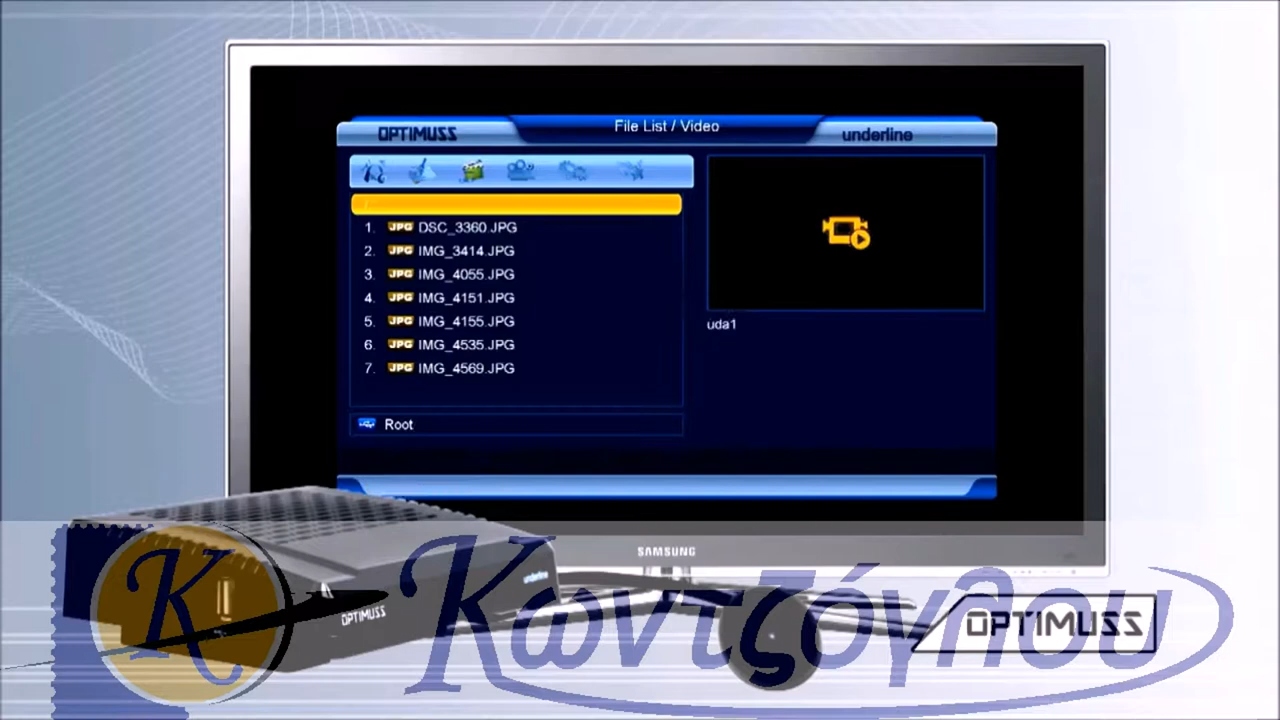 File List / Video
OPTIMUSS
underline
1. JPG DSC_3360.JPG
2. JPG IMG_3414.JPG
3. JPG IMG_4055.JPG
4. JPG IMG_4151.JPG
5. JPG IMG_4155.JPG
6. JPG IMG_4535.JPG
7. JPG IMG_4569.JPG
uda1
Root
SAMSUNG
underline
OPTIMUSS
K
Κωντζόγλου
OPTIMUSS